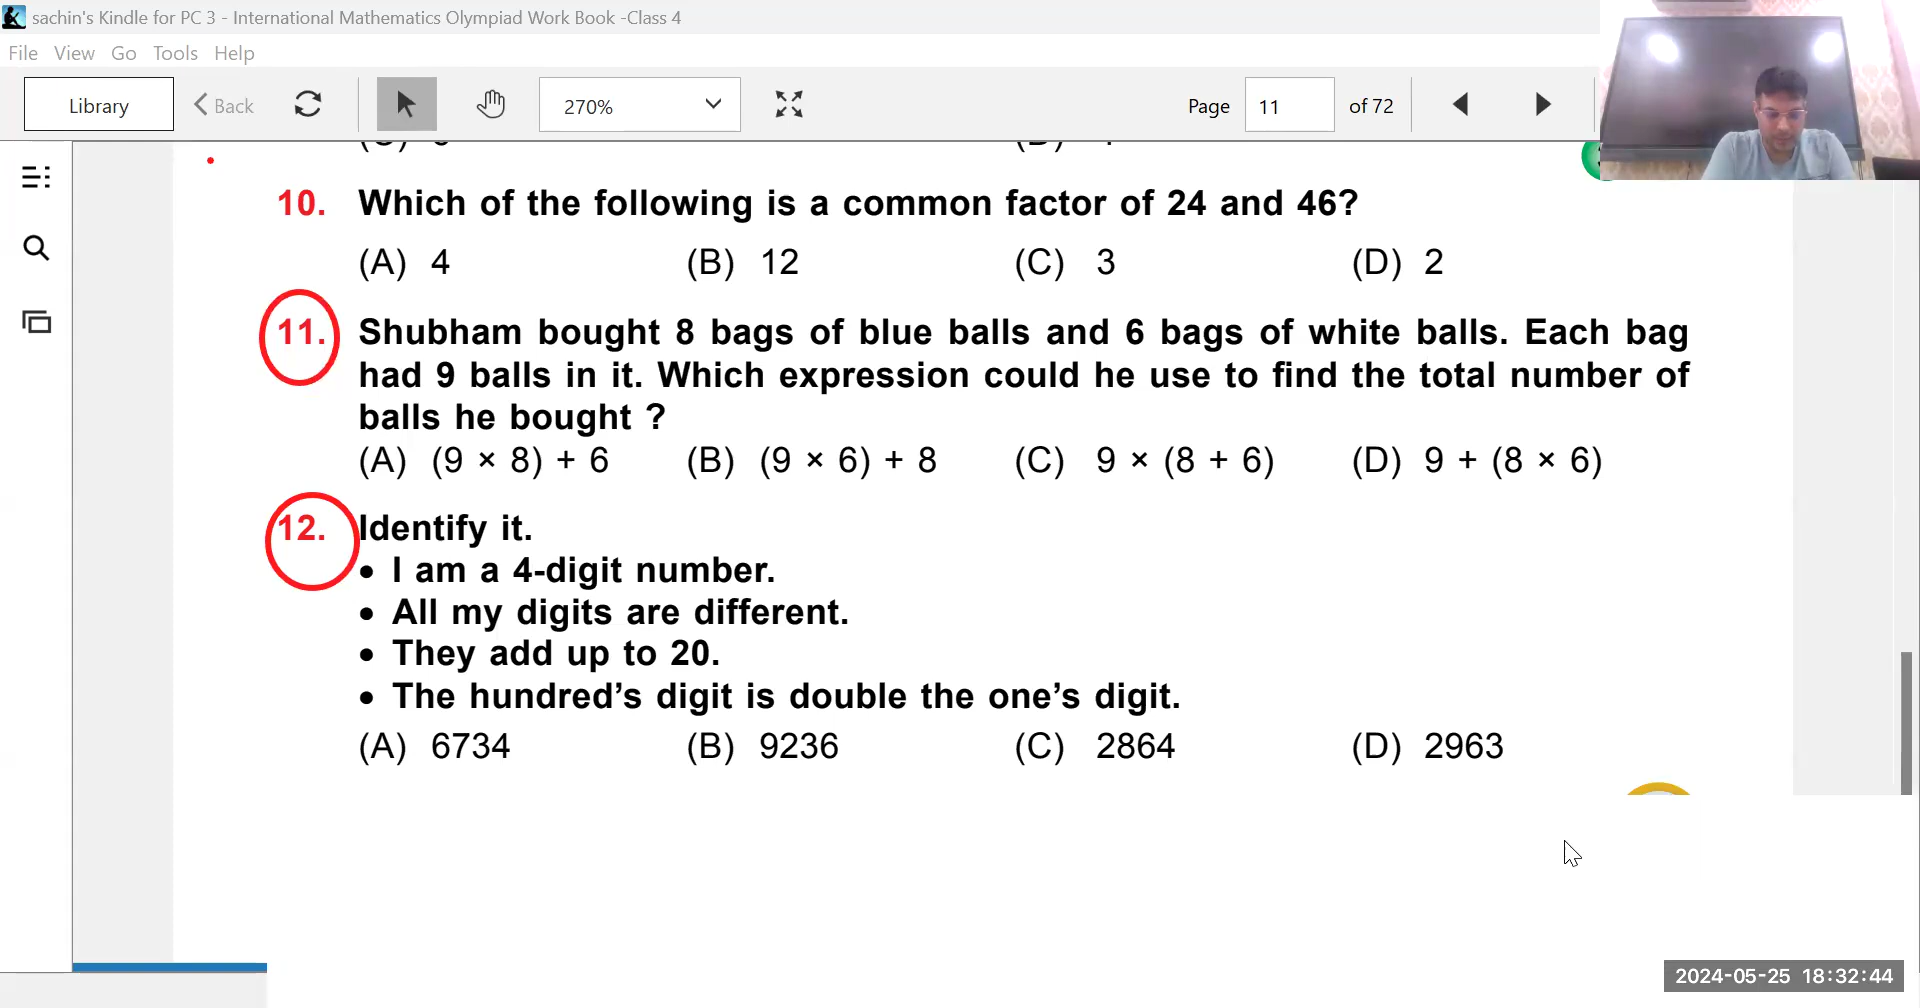 sachin's Kindle for PC 3 - International Mathematics Olympiad Work Book -Class 4
File View Go Tools Help
Library Back 270% Page 11 of 72
10. Which of the following is a common factor of 24 and 46?
(A) 4 (B) 12 (C) 3 (D) 2
11. Shubham bought 8 bags of blue balls and 6 bags of white balls. Each bag
had 9 balls in it. Which expression could he use to find the total number of
balls he bought ?
(A) (9 × 8) + 6 (B) (9 × 6) + 8 (C) 9 × (8 + 6) (D) 9 + (8 × 6)
12. Identify it.
• I am a 4-digit number.
• All my digits are different.
• They add up to 20.
• The hundred's digit is double the one's digit.
(A) 6734 (B) 9236 (C) 2864 (D) 2963
2024-05-25 18:32:44